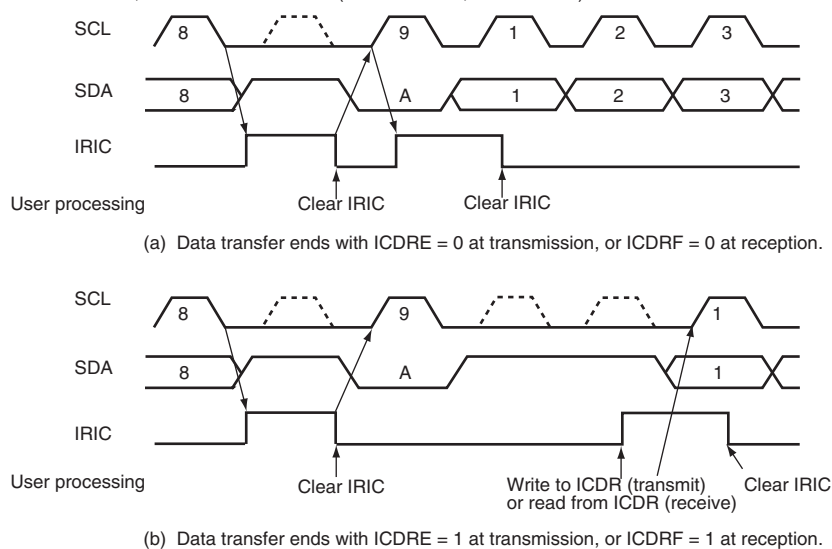 SCL 8 9 1 2 3
SDA 8 A 1 2 3
IRIC
User processing Clear IRIC Clear IRIC
(a) Data transfer ends with ICDRE = 0 at transmission, or ICDRF = 0 at reception.
SCL 8 9 1
SDA 8 A 1
IRIC
User processing Clear IRIC Write to ICDR (transmit) Clear IRIC
or read from ICDR (receive)
(b) Data transfer ends with ICDRE = 1 at transmission, or ICDRF = 1 at reception.